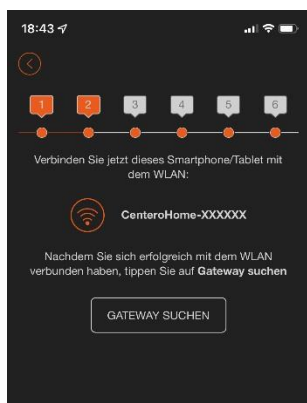 18:43
1 2 3 4 5 6
Verbinden Sie jetzt dieses Smartphone/Tablet mit
dem WLAN:
CenteroHome-XXXXXX
Nachdem Sie sich erfolgreich mit dem WLAN
verbunden haben, tippen Sie auf Gateway suchen
GATEWAY SUCHEN